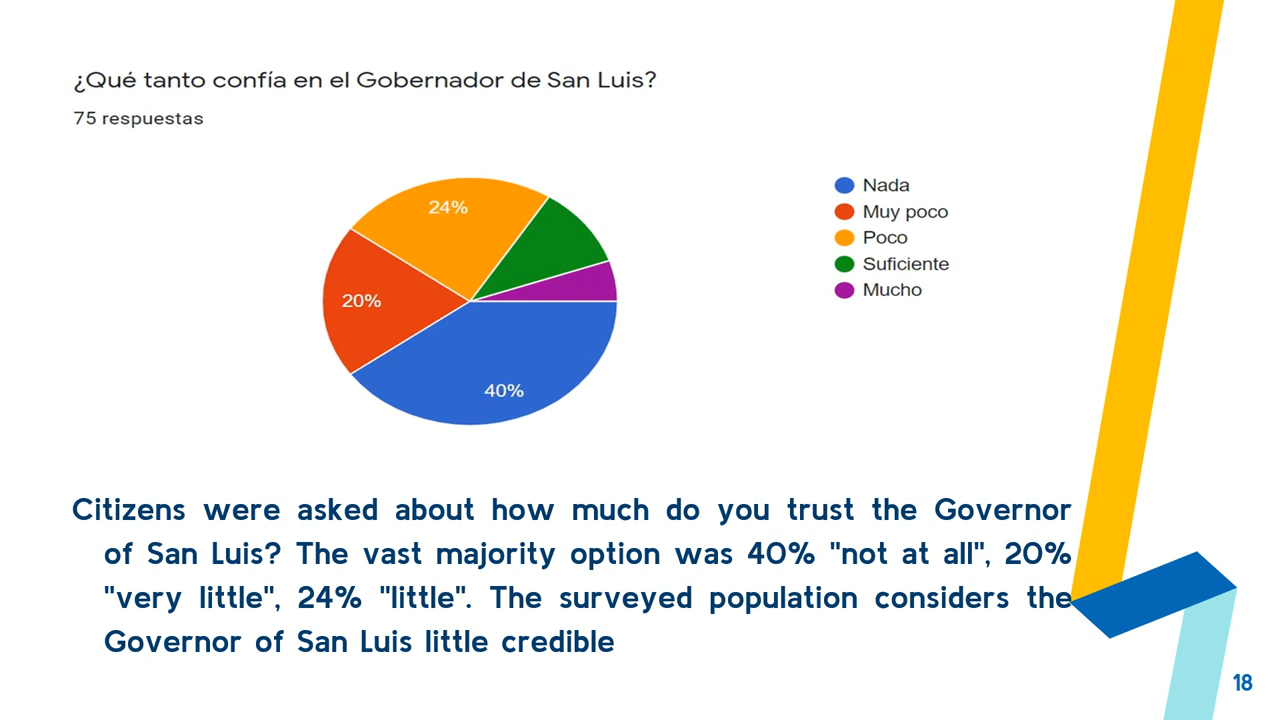 ¿Qué tanto confía en el Gobernador de San Luis?
75 respuestas
24%
20%
40%
Nada
Muy poco
Poco
Suficiente
Mucho
Citizens were asked about how much do you trust the Governor
of San Luis? The vast majority option was 40% "not at all", 20%
"very little", 24% "little". The surveyed population considers the
Governor of San Luis little credible
18